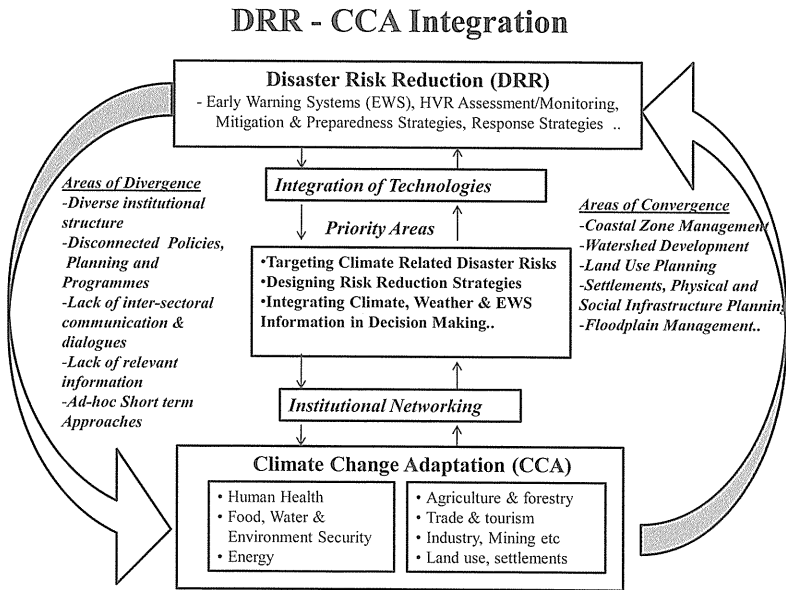 DRR - CCA Integration
Disaster Risk Reduction (DRR)
- Early Warning Systems (EWS), HVR Assessment/Monitoring,
Mitigation & Preparedness Strategies, Response Strategies ..
Integration of Technologies
Areas of Divergence
-Diverse institutional
structure
-Disconnected Policies,
Planning and
Programmes
-Lack of inter-sectoral
communication &
dialogues
-Lack of relevant
information
-Ad-hoc Short term
Approaches
Priority Areas
•Targeting Climate Related Disaster Risks
•Designing Risk Reduction Strategies
•Integrating Climate, Weather & EWS
Information in Decision Making..
Areas of Convergence
-Coastal Zone Management
-Watershed Development
-Land Use Planning
-Settlements, Physical and
Social Infrastructure Planning
-Floodplain Management..
Institutional Networking
Climate Change Adaptation (CCA)
• Human Health
• Food, Water &
Environment Security
• Energy
• Agriculture & forestry
• Trade & tourism
• Industry, Mining etc
• Land use, settlements